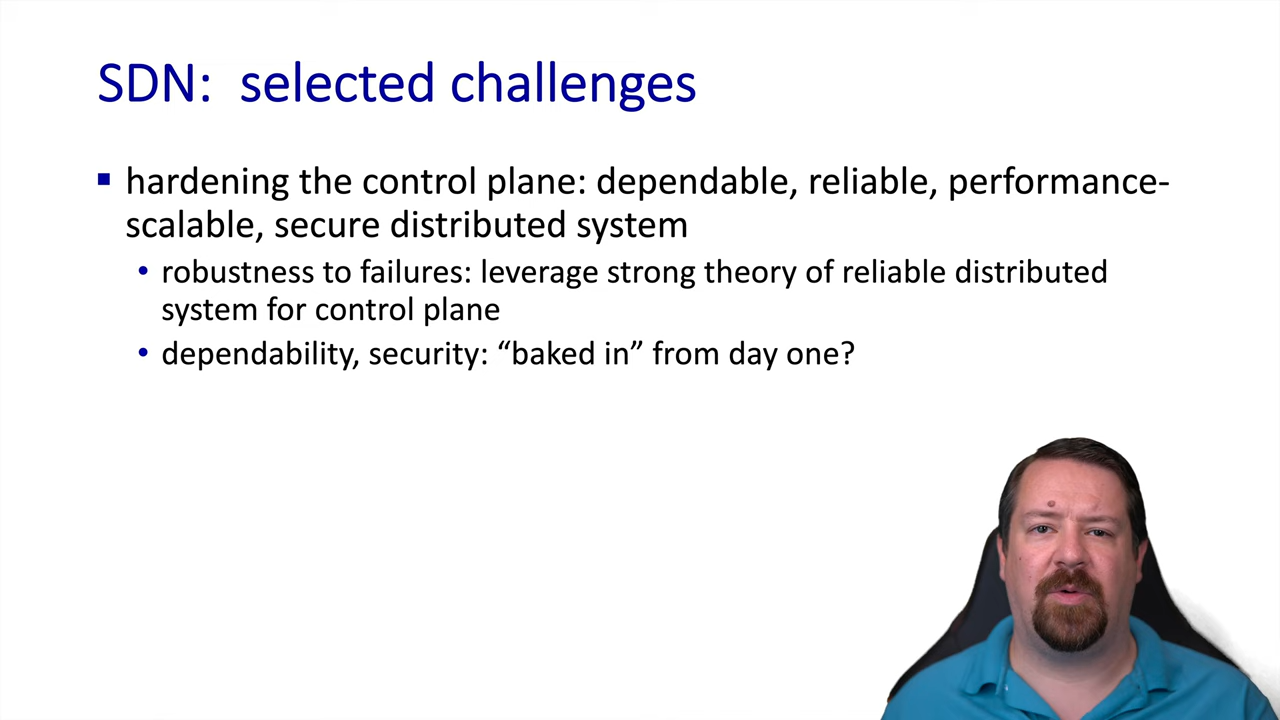 SDN: selected challenges
hardening the control plane: dependable, reliable, performance-
scalable, secure distributed system
robustness to failures: leverage strong theory of reliable distributed
system for control plane
dependability, security: “baked in” from day one?